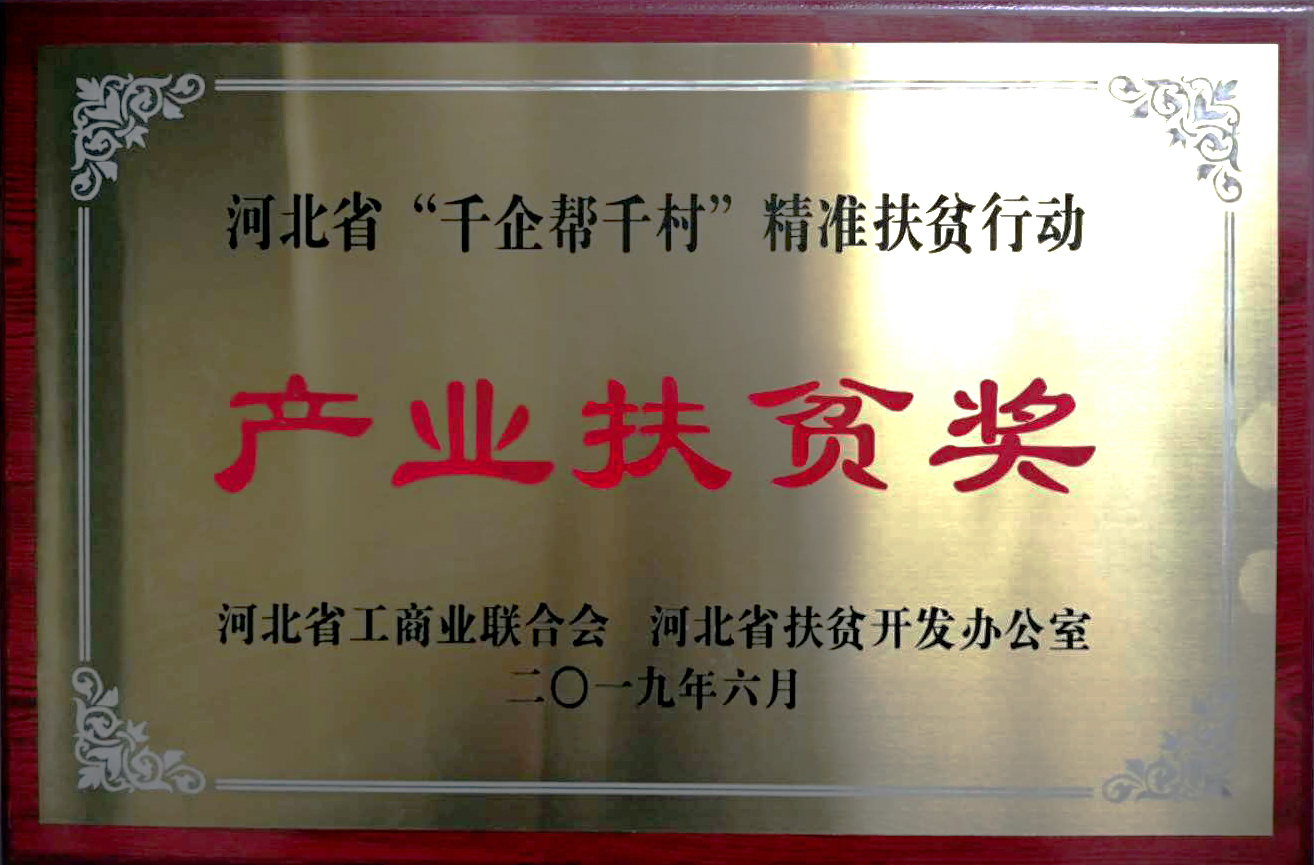 河北省“千企帮千村”精准扶贫行动
产业扶贫奖
河北省工商业联合会 河北省扶贫开发办公室
二〇一九年六月